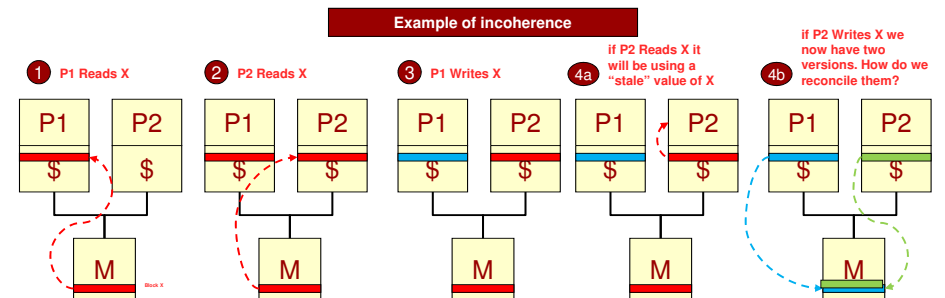 Example of incoherence
1 P1 Reads X
2 P2 Reads X
3 P1 Writes X
4a
if P2 Reads X it
will be using a
“stale” value of X
4b
if P2 Writes X we
now have two
versions. How do we
reconcile them?
P1 P2
$ $
M
Block X
P1 P2
$ $
M
P1 P2
$ $
M
P1 P2
$ $
M
P1 P2
$ $
M